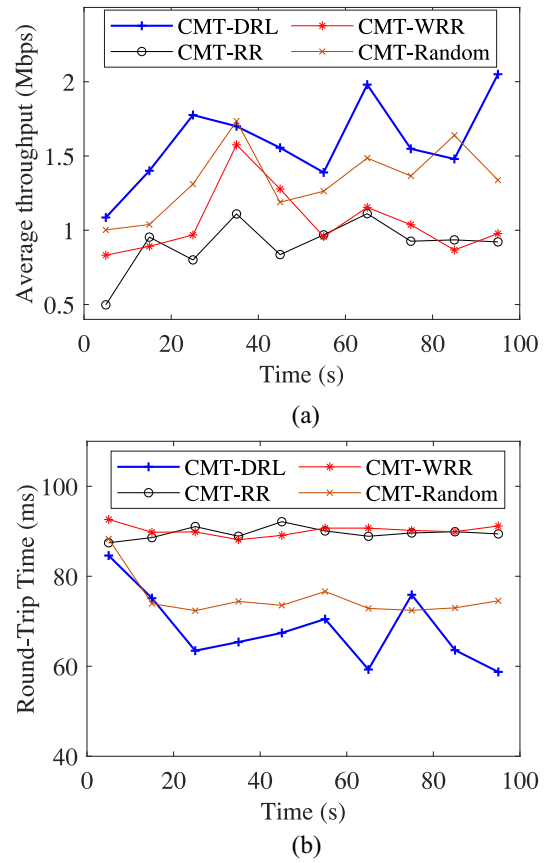 CMT-DRL CMT-WRR
CMT-RR CMT-Random
Average throughput (Mbps)
2
1.5
1
0.5
0 20 40 60 80 100
Time (s)
(a)
CMT-DRL CMT-WRR
CMT-RR CMT-Random
Round-Trip Time (ms)
100
80
60
40
0 20 40 60 80 100
Time (s)
(b)